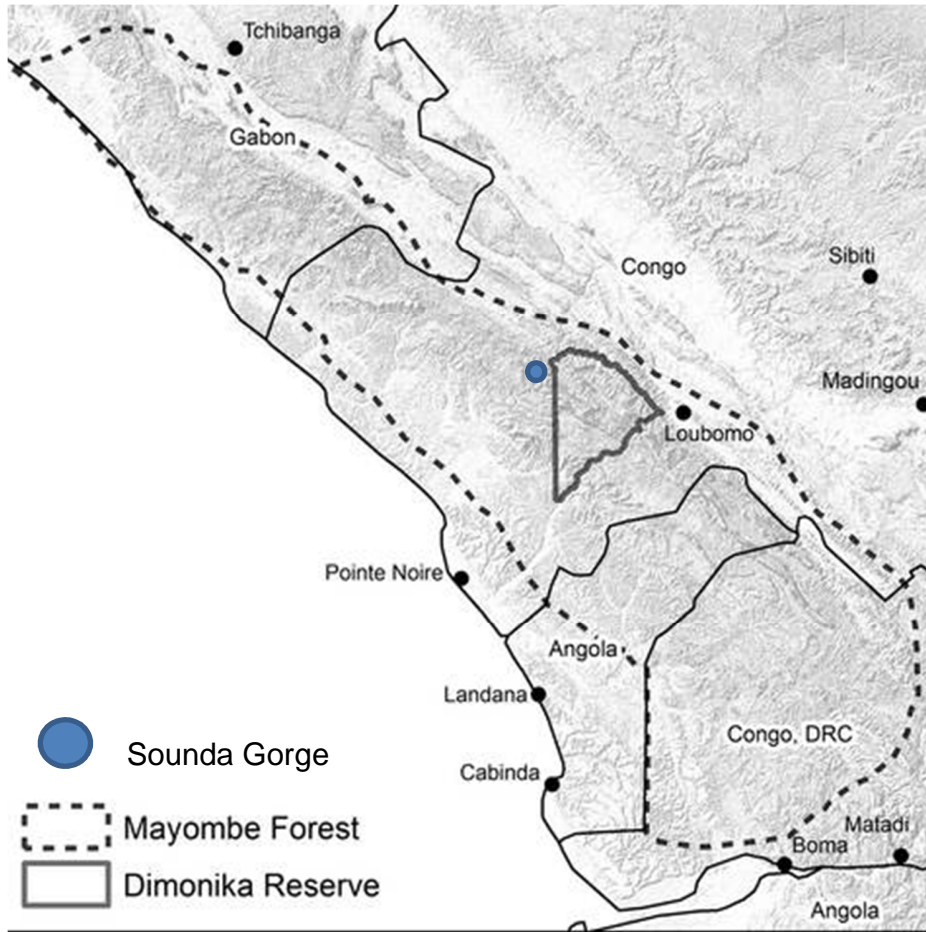 Tchibanga
Gabon
Sibiti
Congo
Madingou
Loubomo
Pointe Noire
Angola
Landana
Congo, DRC
Sounda Gorge
Cabinda
Mayombe Forest
Matadi
Boma
Dimonika Reserve
Angola